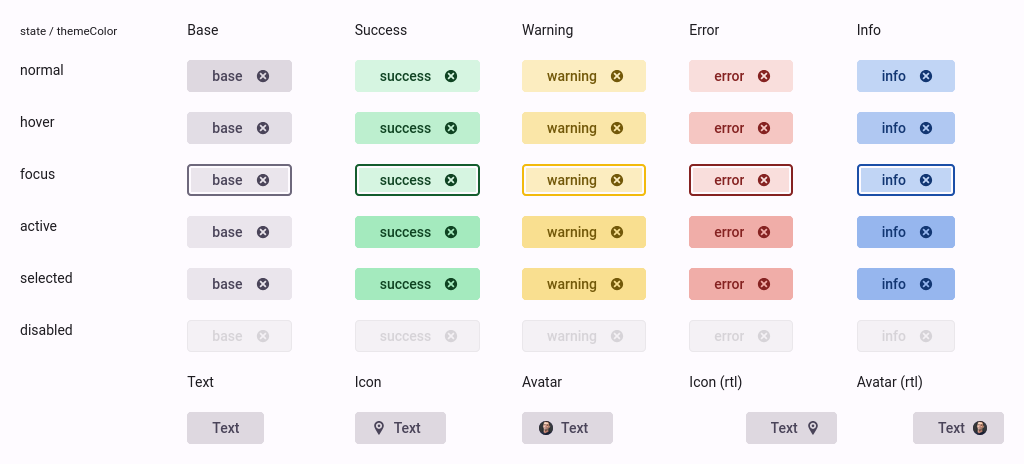 state / themeColor Base Success Warning Error Info
normal base success warning error info
hover base success warning error info
focus base success warning error info
active base success warning error info
selected base success warning error info
disabled base success warning error info
Text Icon Avatar Icon (rtl) Avatar (rtl)
Text Text Text Text Text